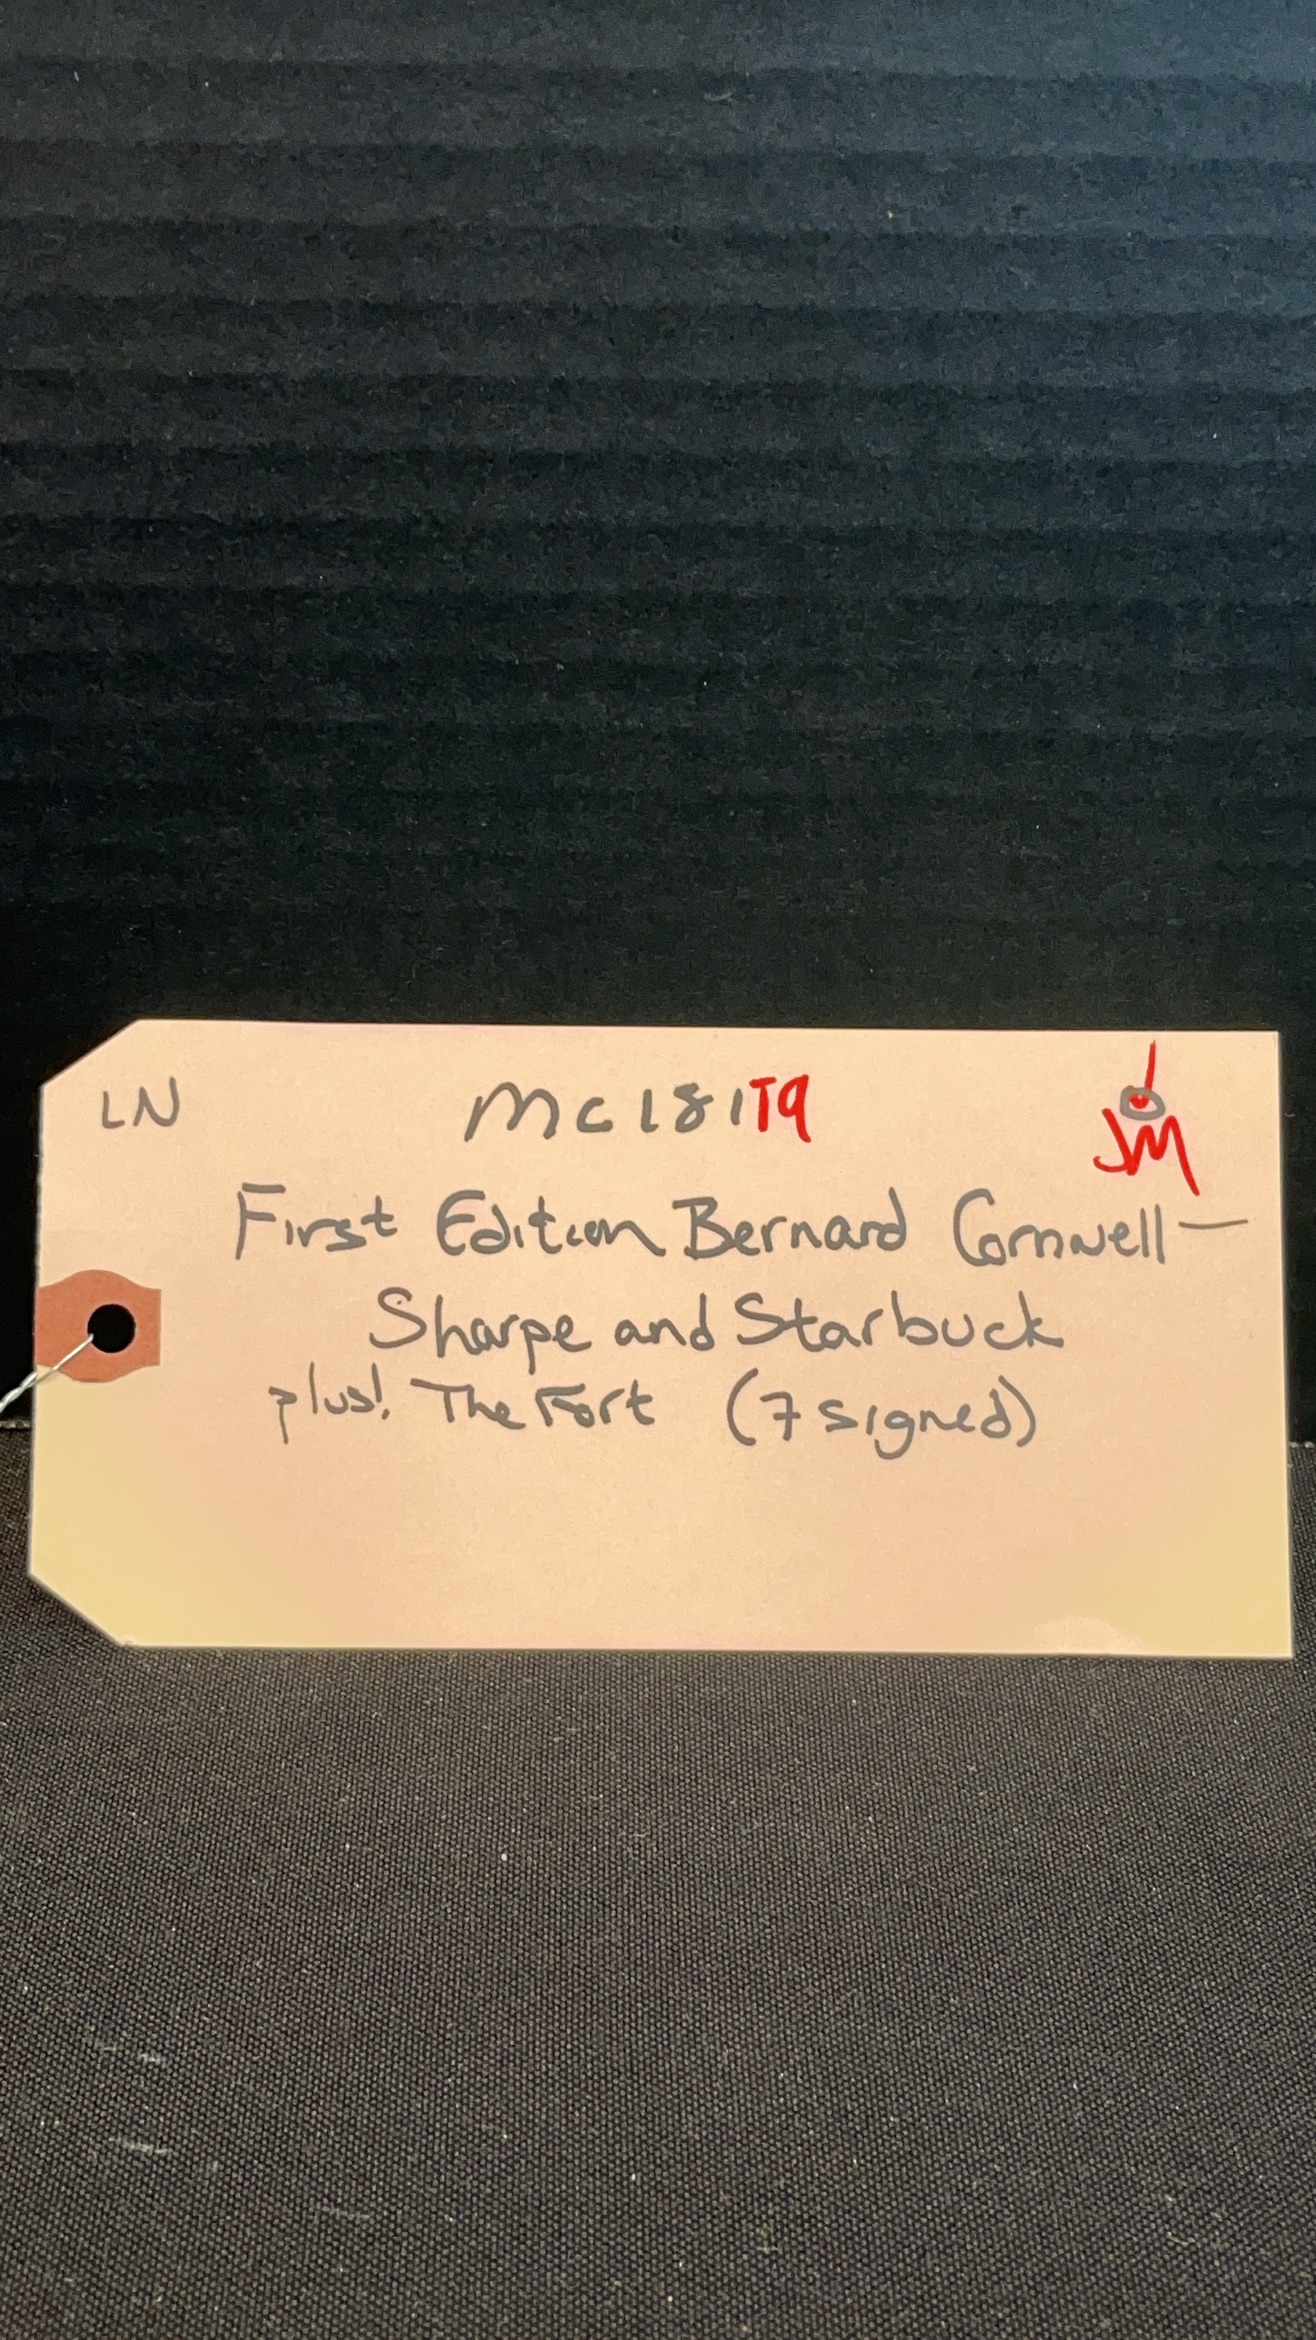 LN MC181T9 JM
First Edition Bernard Cornwell—
Sharpe and Starbuck
plus! The Fort (7 signed)